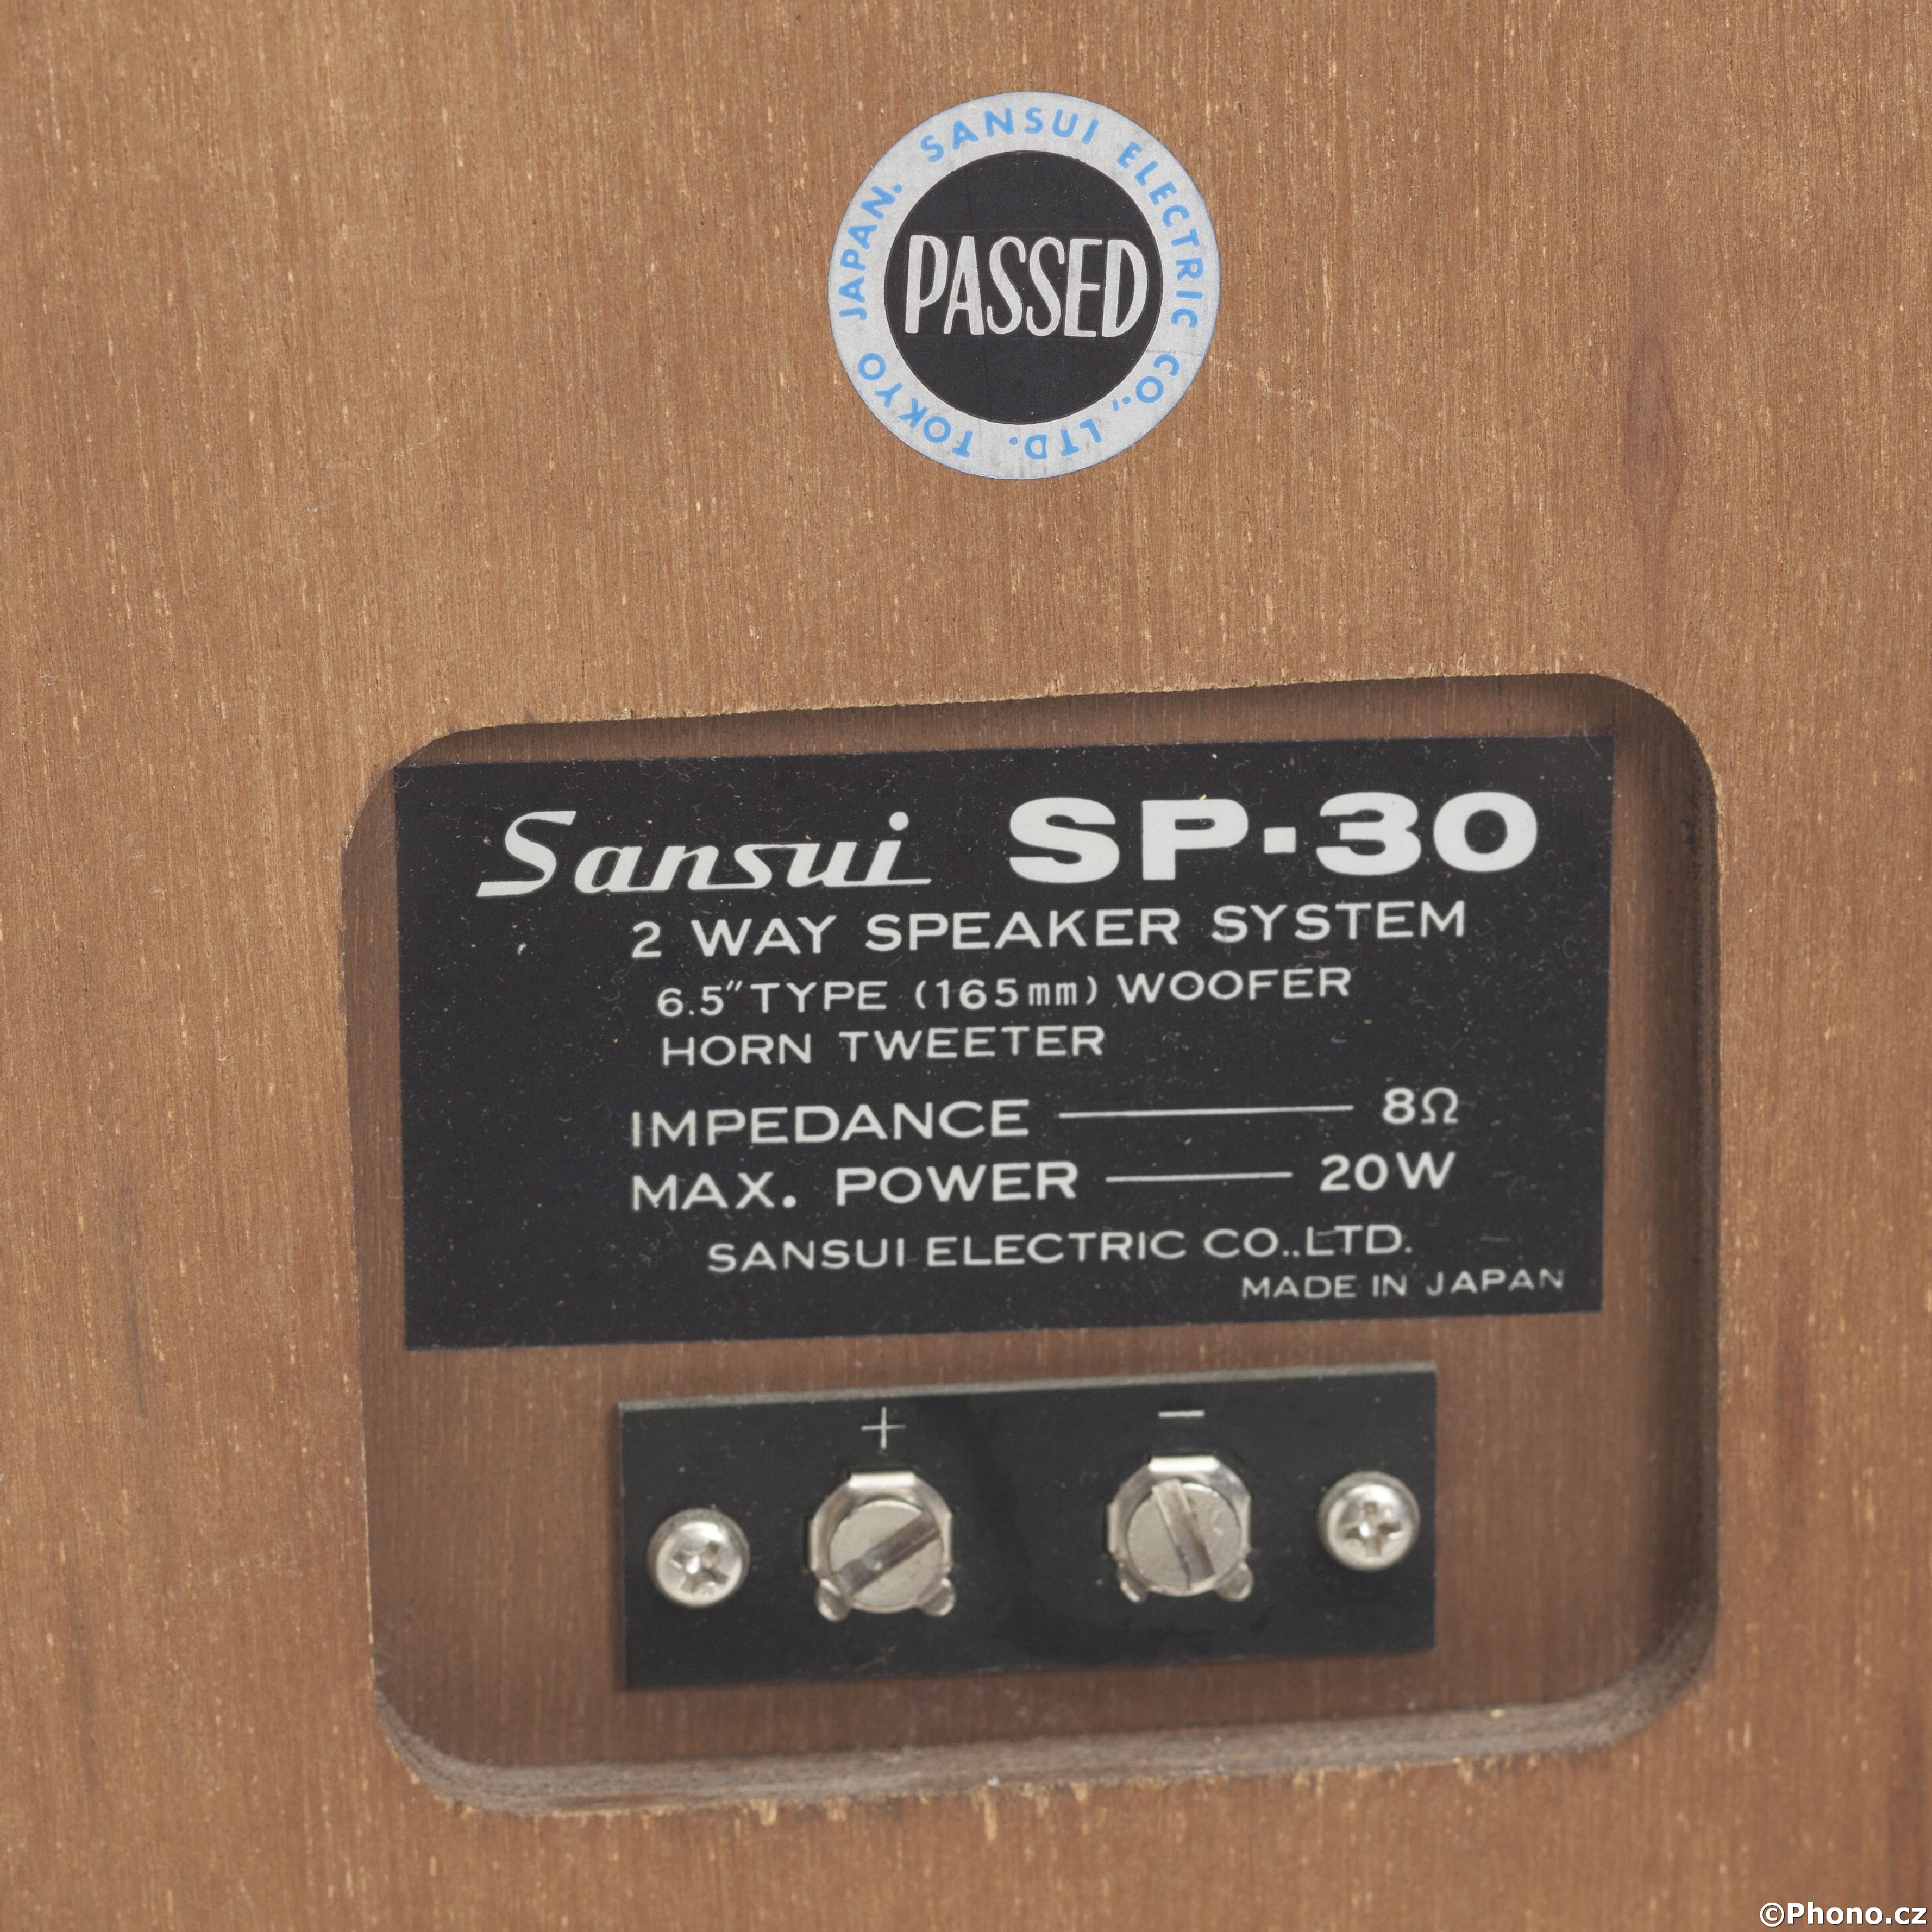 SANSUI ELECTRIC CO., LTD. TOKYO JAPAN.
PASSED
Sansui SP-30
2 WAY SPEAKER SYSTEM
6.5" TYPE (165mm) WOOFER
HORN TWEETER
IMPEDANCE 8Ω
MAX. POWER 20W
SANSUI ELECTRIC CO.,LTD.
MADE IN JAPAN
+ −
©Phono.cz